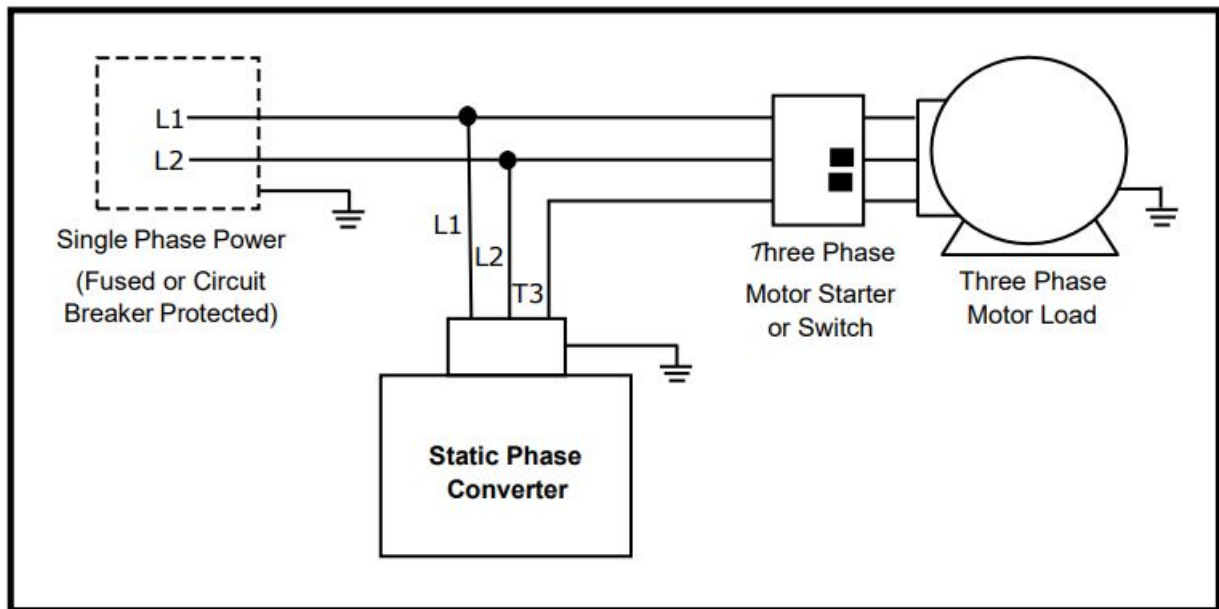 L1
L2
Single Phase Power
(Fused or Circuit
Breaker Protected)
L1
L2
T3
Static Phase
Converter
Three Phase
Motor Starter
or Switch
Three Phase
Motor Load